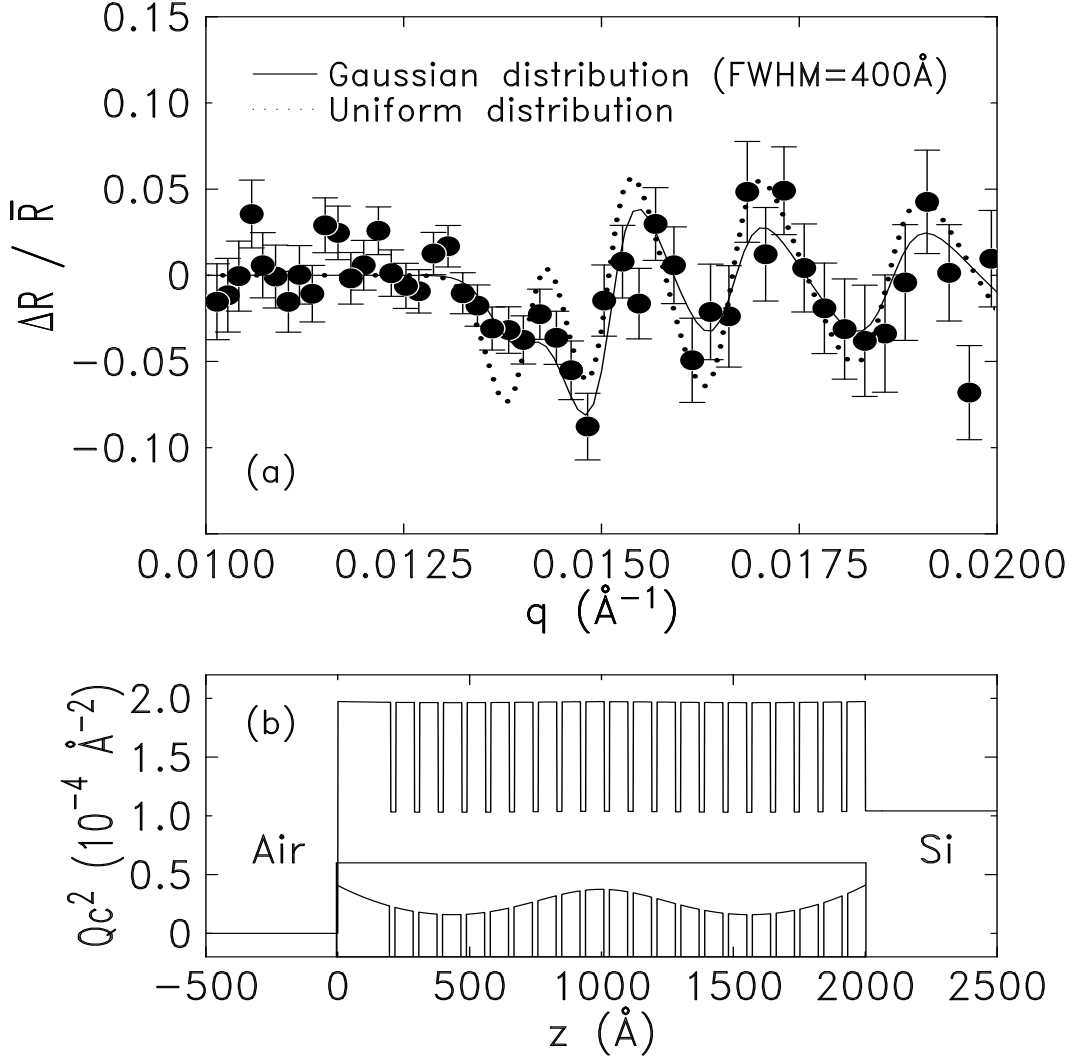 0.15
Gaussian distribution (FWHM=400Å)
Uniform distribution
0.10
0.05
0
−0.05
−0.10
ΔR / R̄
(a)
0.0100 0.0125 0.0150 0.0175 0.0200
q (Å⁻¹)
2.0
1.5
1.0
0.5
0
Qc² (10⁻⁴ Å⁻²)
(b)
Air
Si
−500 0 500 1000 1500 2000 2500
z (Å)